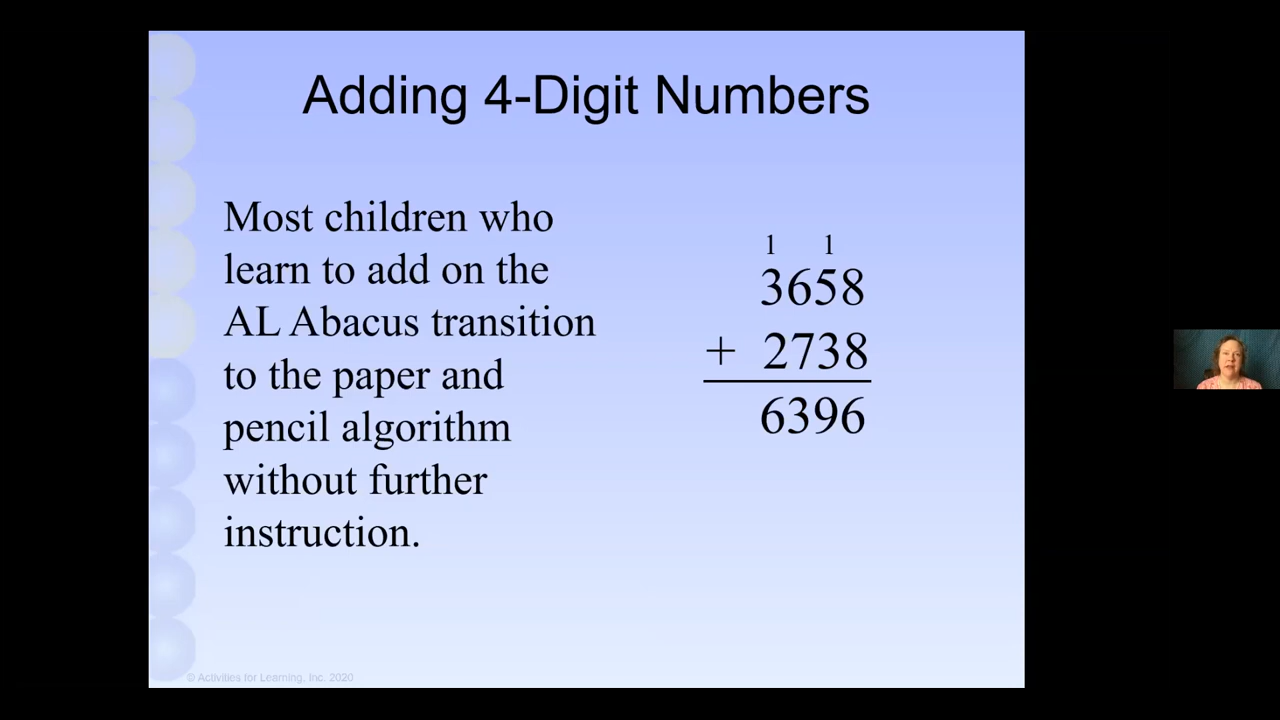 Adding 4-Digit Numbers
Most children who
learn to add on the
AL Abacus transition
to the paper and
pencil algorithm
without further
instruction.
1 1
3658
+ 2738
6396
© Activities for Learning, Inc. 2020